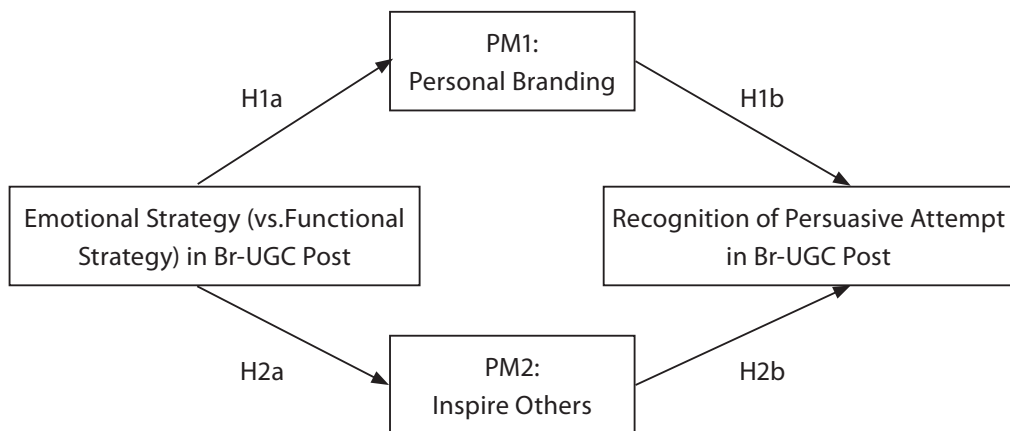 PM1:
Personal Branding
H1a
H1b
Emotional Strategy (vs.Functional
Strategy) in Br-UGC Post
Recognition of Persuasive Attempt
in Br-UGC Post
H2a
H2b
PM2:
Inspire Others